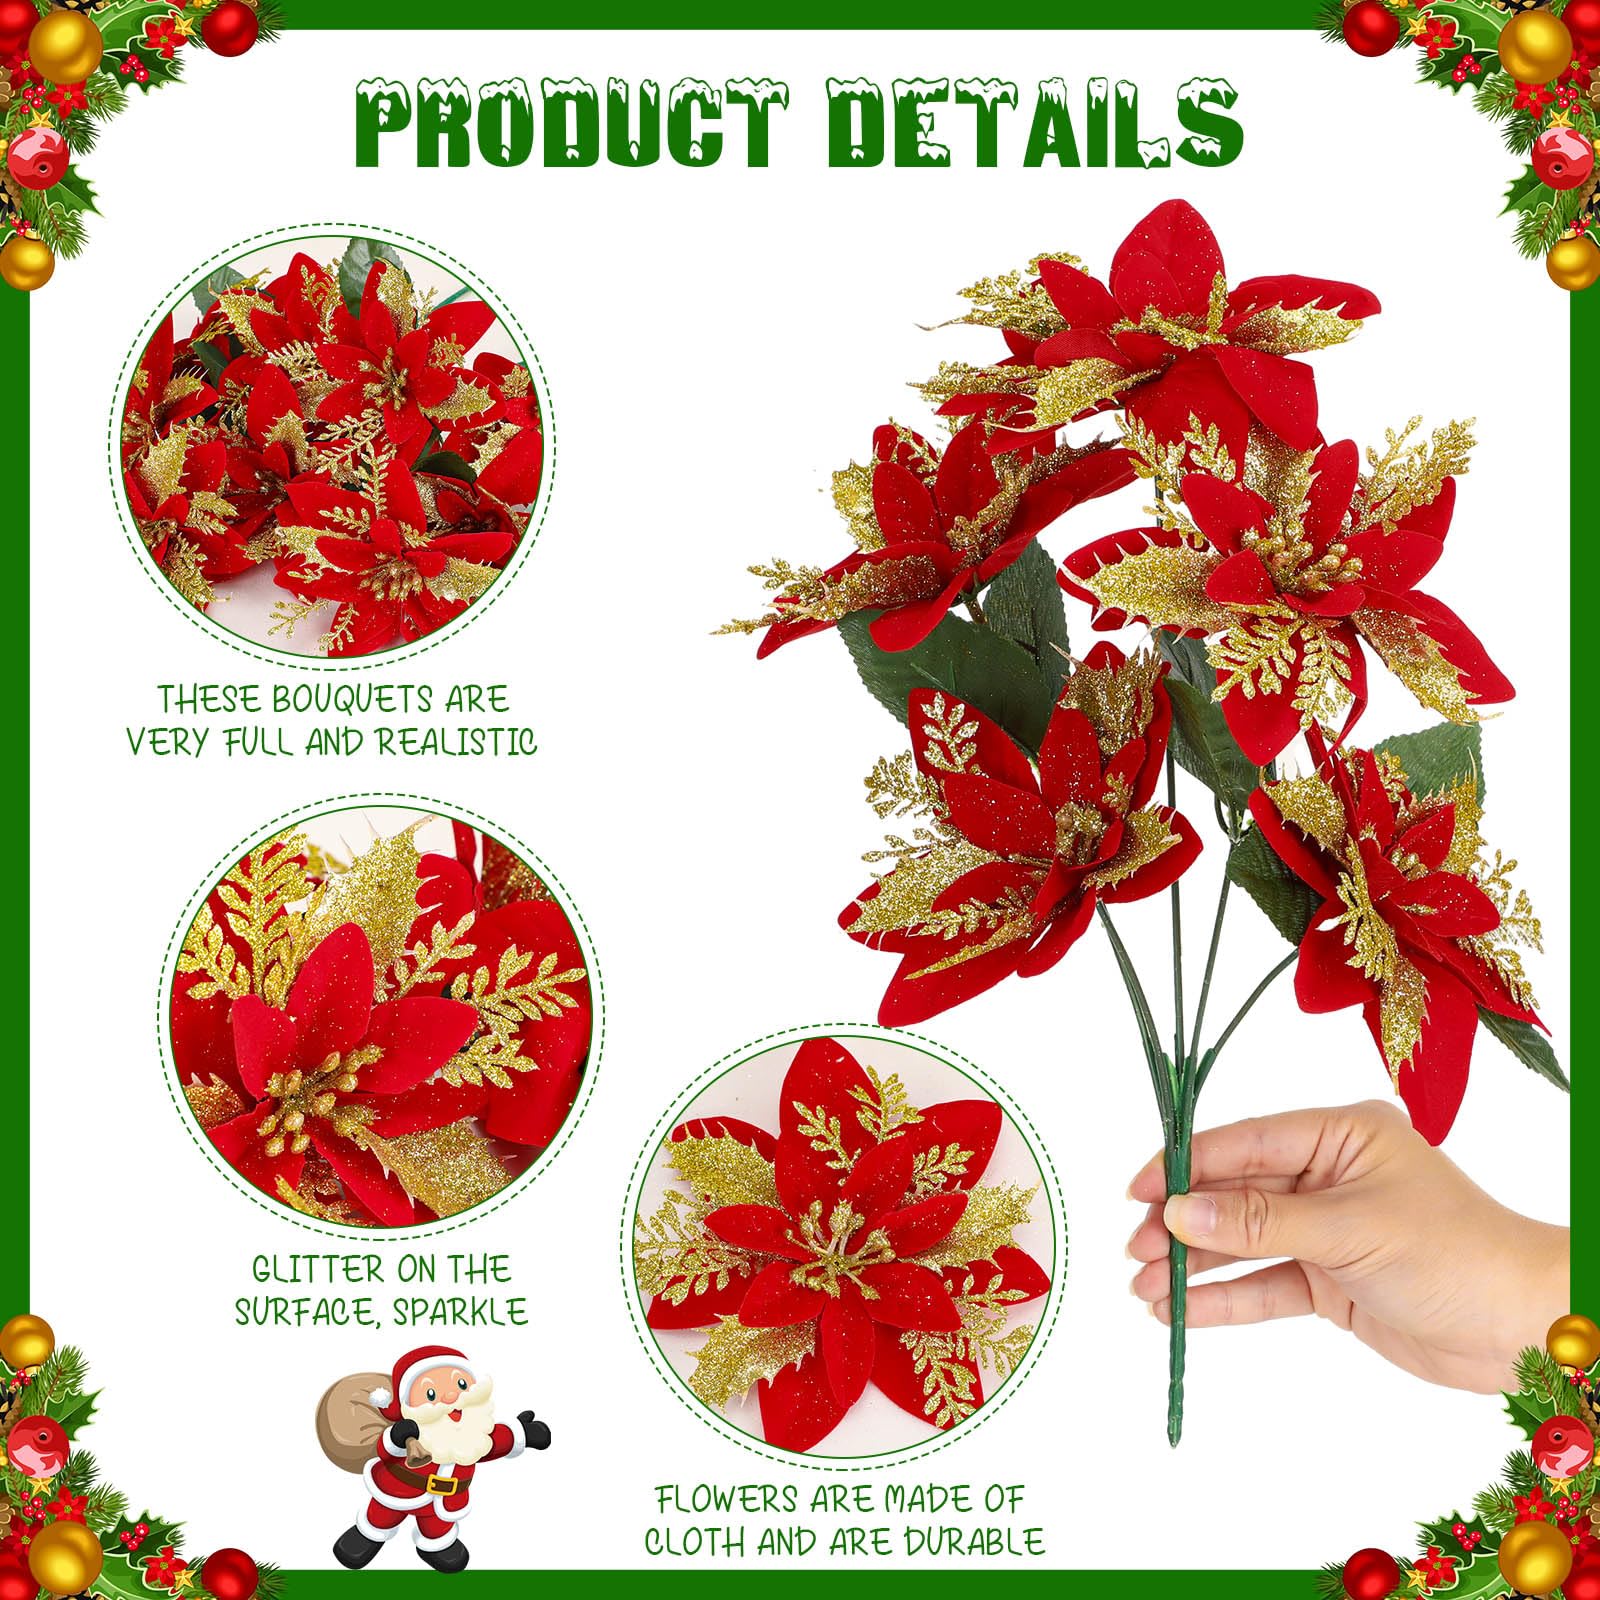 PRODUCT DETAILS
THESE BOUQUETS ARE
VERY FULL AND REALISTIC
GLITTER ON THE
SURFACE, SPARKLE
FLOWERS ARE MADE OF
CLOTH AND ARE DURABLE